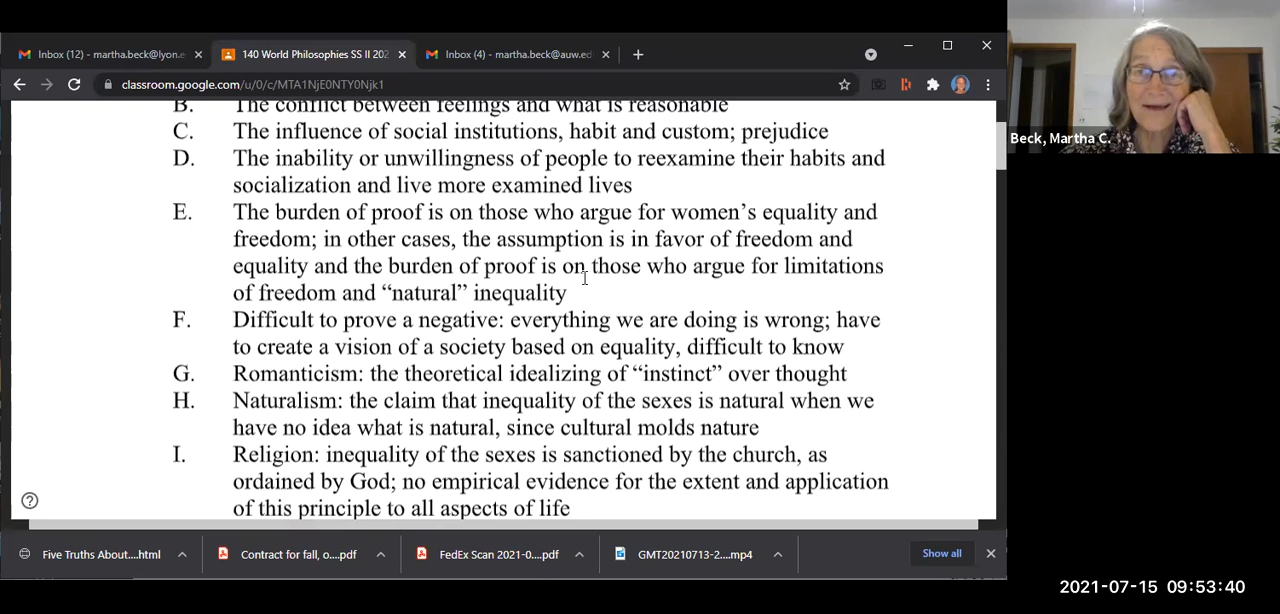 Inbox (12) - martha.beck@lyon.e
140 World Philosophies SS II 202
Inbox (4) - martha.beck@auw.ed
classroom.google.com/u/0/c/MTA1NjE0NTY0Njk1
Beck, Martha C.
B. The conflict between feelings and what is reasonable
C. The influence of social institutions, habit and custom; prejudice
D. The inability or unwillingness of people to reexamine their habits and
socialization and live more examined lives
E. The burden of proof is on those who argue for women’s equality and
freedom; in other cases, the assumption is in favor of freedom and
equality and the burden of proof is on those who argue for limitations
of freedom and “natural” inequality
F. Difficult to prove a negative: everything we are doing is wrong; have
to create a vision of a society based on equality, difficult to know
G. Romanticism: the theoretical idealizing of “instinct” over thought
H. Naturalism: the claim that inequality of the sexes is natural when we
have no idea what is natural, since cultural molds nature
I. Religion: inequality of the sexes is sanctioned by the church, as
ordained by God; no empirical evidence for the extent and application
of this principle to all aspects of life
Five Truths About....html
Contract for fall, o....pdf
FedEx Scan 2021-0....pdf
GMT20210713-2....mp4
Show all
2021-07-15 09:53:40